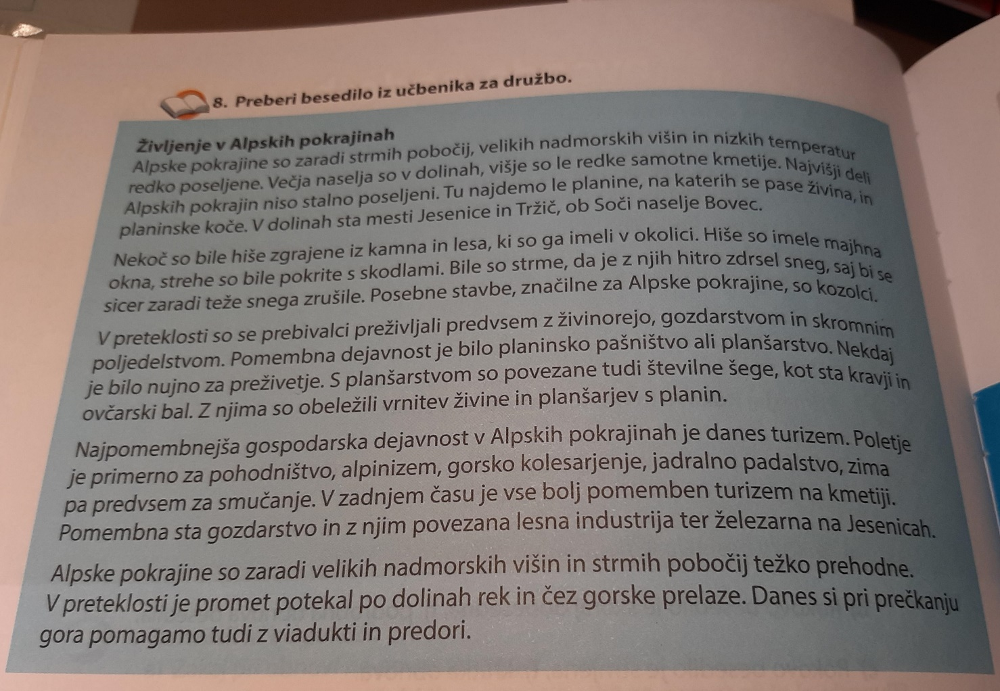 8. Preberi besedilo iz učbenika za družbo.
Življenje v Alpskih pokrajinah
Alpske pokrajine so zaradi strmih pobočij, velikih nadmorskih višin in nizkih temperatur
redko poseljene. Večja naselja so v dolinah, višje so le redke samotne kmetije. Najvišji deli
Alpskih pokrajin niso stalno poseljeni. Tu najdemo le planine, na katerih se pase živina, in
planinske koče. V dolinah sta mesti Jesenice in Tržič, ob Soči naselje Bovec.
Nekoč so bile hiše zgrajene iz kamna in lesa, ki so ga imeli v okolici. Hiše so imele majhna
okna, strehe so bile pokrite s skodlami. Bile so strme, da je z njih hitro zdrsel sneg, saj bi se
sicer zaradi teže snega zrušile. Posebne stavbe, značilne za Alpske pokrajine, so kozolci.
V preteklosti so se prebivalci preživljali predvsem z živinorejo, gozdarstvom in skromnim
poljedelstvom. Pomembna dejavnost je bilo planinsko pašništvo ali planšarstvo. Nekdaj
je bilo nujno za preživetje. S planšarstvom so povezane tudi številne šege, kot sta kravji in
ovčarski bal. Z njima so obeležili vrnitev živine in planšarjev s planin.
Najpomembnejša gospodarska dejavnost v Alpskih pokrajinah je danes turizem. Poletje
je primerno za pohodništvo, alpinizem, gorsko kolesarjenje, jadralno padalstvo, zima
pa predvsem za smučanje. V zadnjem času je vse bolj pomemben turizem na kmetiji.
Pomembna sta gozdarstvo in z njim povezana lesna industrija ter železarna na Jesenicah.
Alpske pokrajine so zaradi velikih nadmorskih višin in strmih pobočij težko prehodne.
V preteklosti je promet potekal po dolinah rek in čez gorske prelaze. Danes si pri prečkanju
gora pomagamo tudi z viadukti in predori.